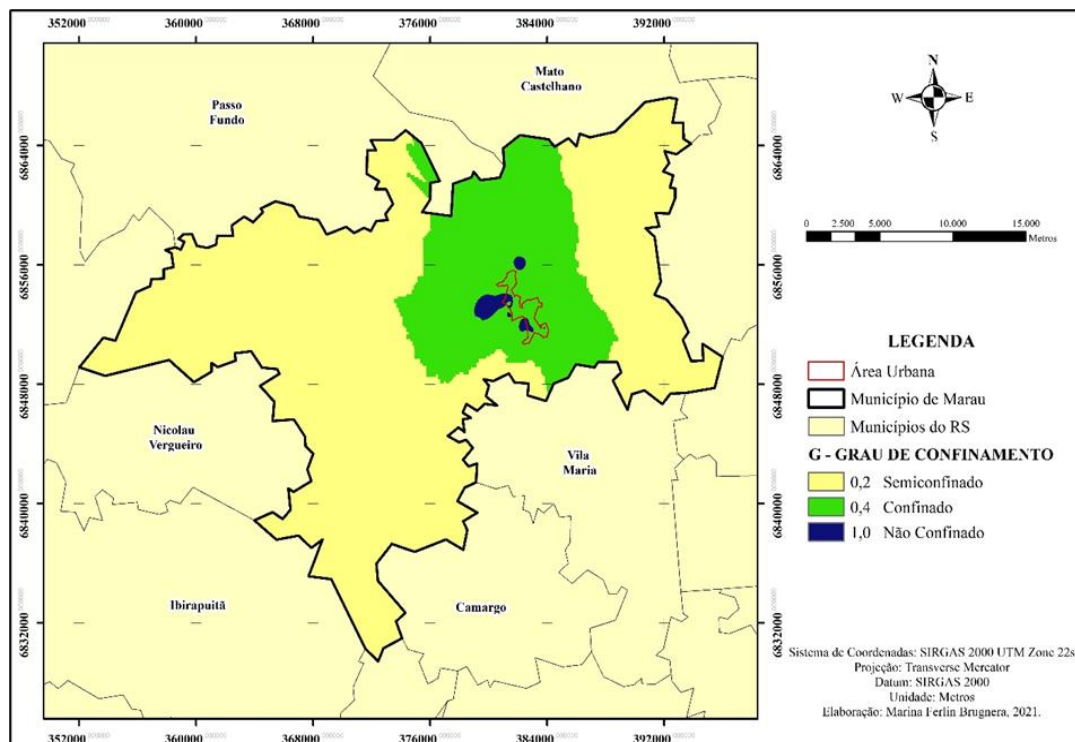 352000 360000 368000 376000 384000 392000
Mato
Castelhano
Passo
Fundo
N
W E
S
6864000 6864000
0 2.500 5.000 10.000 15.000
Metros
6856000 6856000
LEGENDA
Área Urbana
6848000 6848000
Município de Marau
Nicolau
Vergueiro
Vila
Maria
Municípios do RS
G - GRAU DE CONFINAMENTO
0,2 Semiconfinado
6840000 6840000
0,4 Confinado
1,0 Não Confinado
Ibirapuitã
Camargo
6832000 6832000
Sistema de Coordenadas: SIRGAS 2000 UTM Zone 22s
Projeção: Transverse Mercator
Datum: SIRGAS 2000
Unidade: Metros
Elaboração: Marina Ferlin Brugnera, 2021.
352000 360000 368000 376000 384000 392000